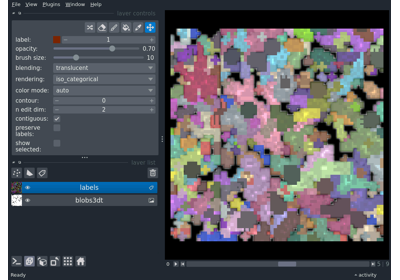 File View Plugins Window Help
layer controls
label: 1
opacity: 0.70
brush size: 10
blending: translucent
rendering: iso_categorical
color mode: auto
contour: 0
n edit dim: 2
contiguous:
preserve
labels:
show
selected:
layer list
labels
blobs3dt
Ready
activity